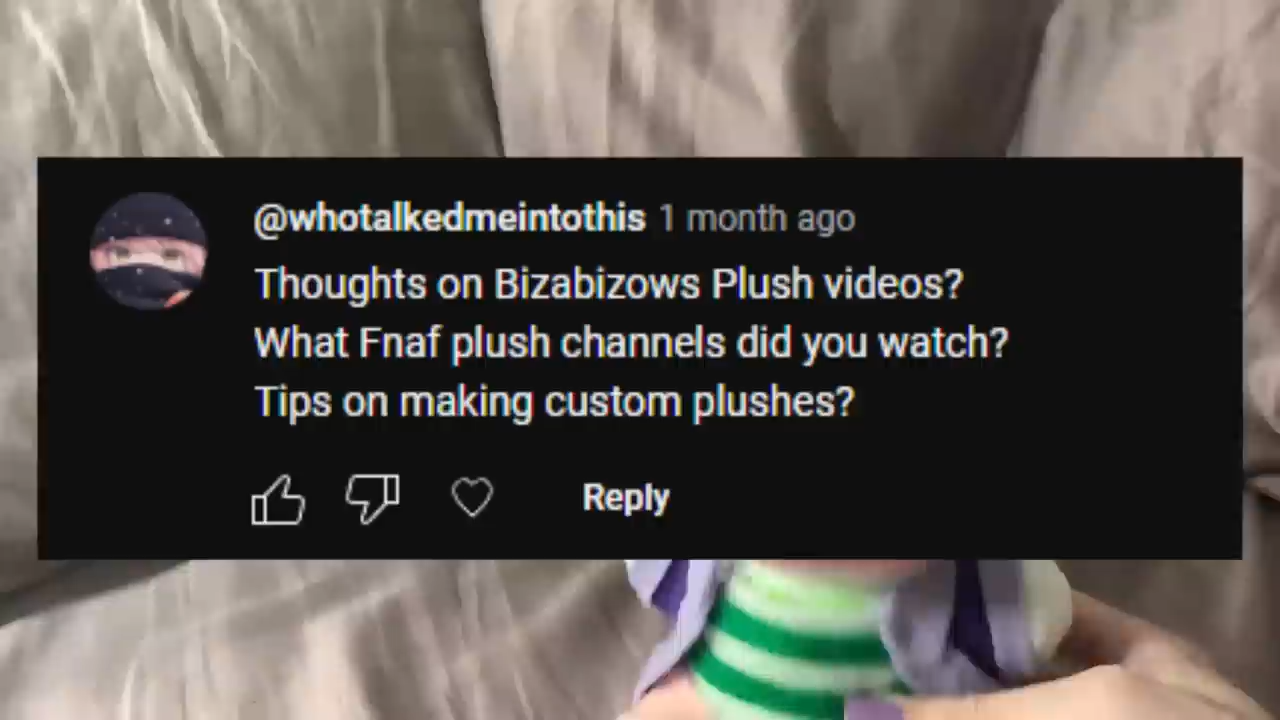 @whotalkedmeintothis 1 month ago
Thoughts on Bizabizows Plush videos?
What Fnaf plush channels did you watch?
Tips on making custom plushes?
Reply